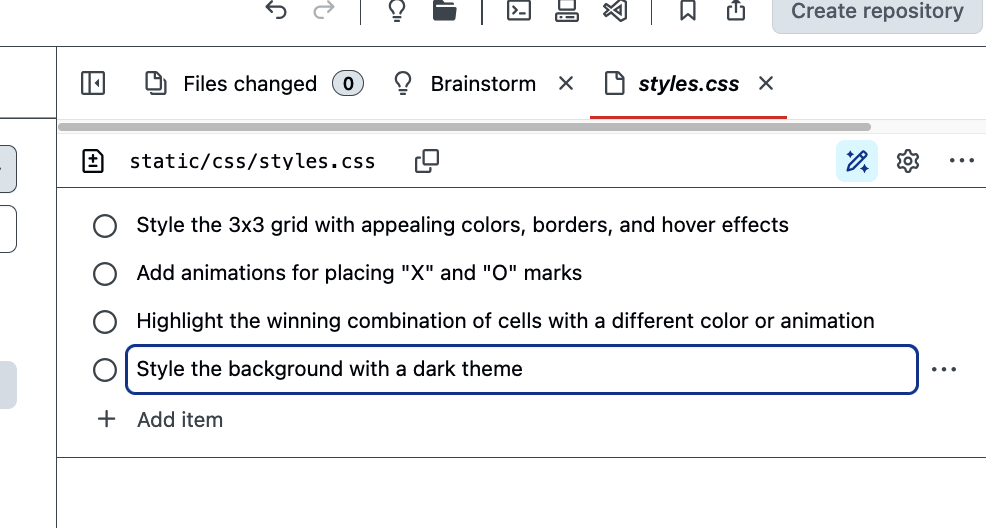 Create repository
Files changed 0 Brainstorm styles.css
static/css/styles.css
Style the 3x3 grid with appealing colors, borders, and hover effects
Add animations for placing "X" and "O" marks
Highlight the winning combination of cells with a different color or animation
Style the background with a dark theme
Add item